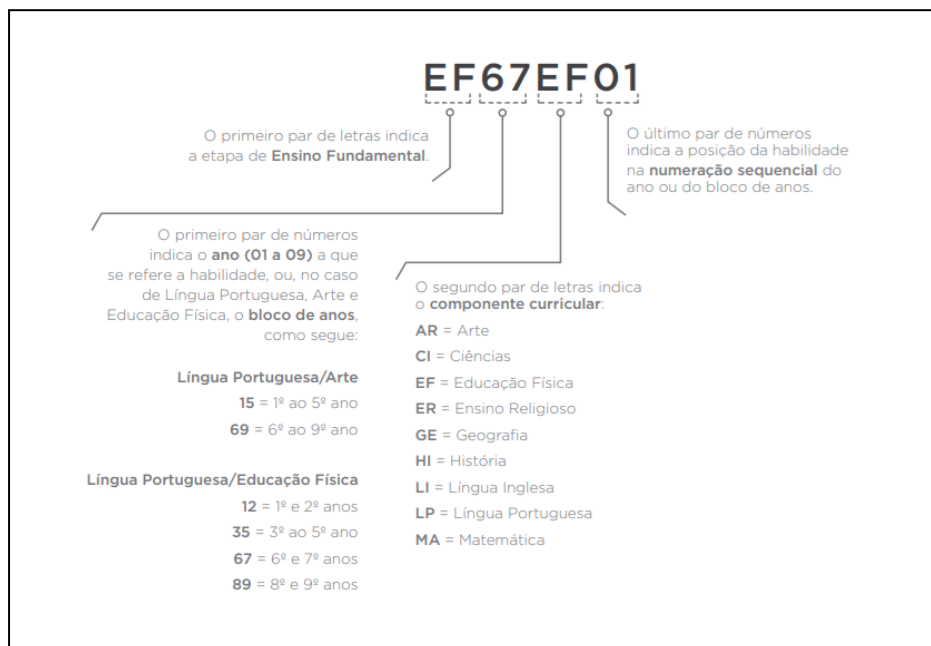 EF67EF01
O primeiro par de letras indica
a etapa de Ensino Fundamental.
O último par de números
indica a posição da habilidade
na numeração sequencial do
ano ou do bloco de anos.
O primeiro par de números
indica o ano (01 a 09) a que
se refere a habilidade, ou, no caso
de Língua Portuguesa, Arte e
Educação Física, o bloco de anos,
como segue:
Língua Portuguesa/Arte
15 = 1º ao 5º ano
69 = 6º ao 9º ano
Língua Portuguesa/Educação Física
12 = 1º e 2º anos
35 = 3º ao 5º ano
67 = 6º e 7º anos
89 = 8º e 9º anos
O segundo par de letras indica
o componente curricular:
AR = Arte
CI = Ciências
EF = Educação Física
ER = Ensino Religioso
GE = Geografia
HI = História
LI = Língua Inglesa
LP = Língua Portuguesa
MA = Matemática